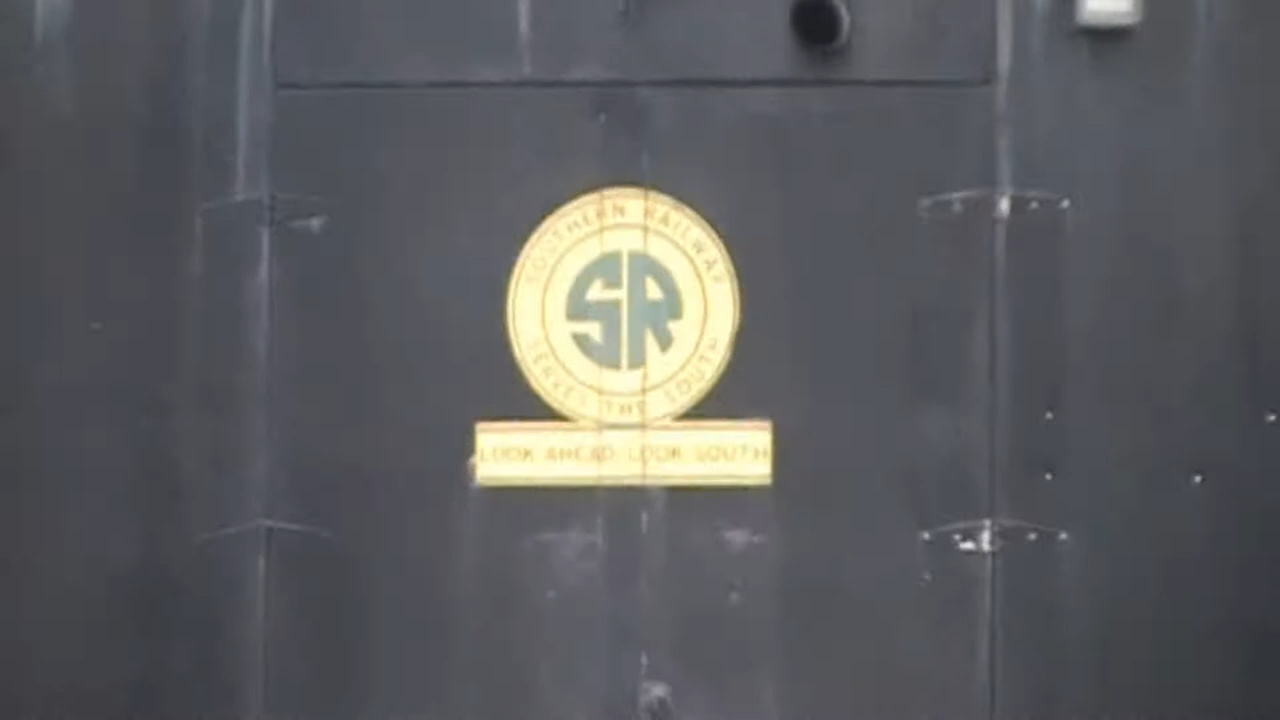 SOUTHERN RAILWAY
SR
SERVES THE SOUTH
LOOK AHEAD LOOK SOUTH